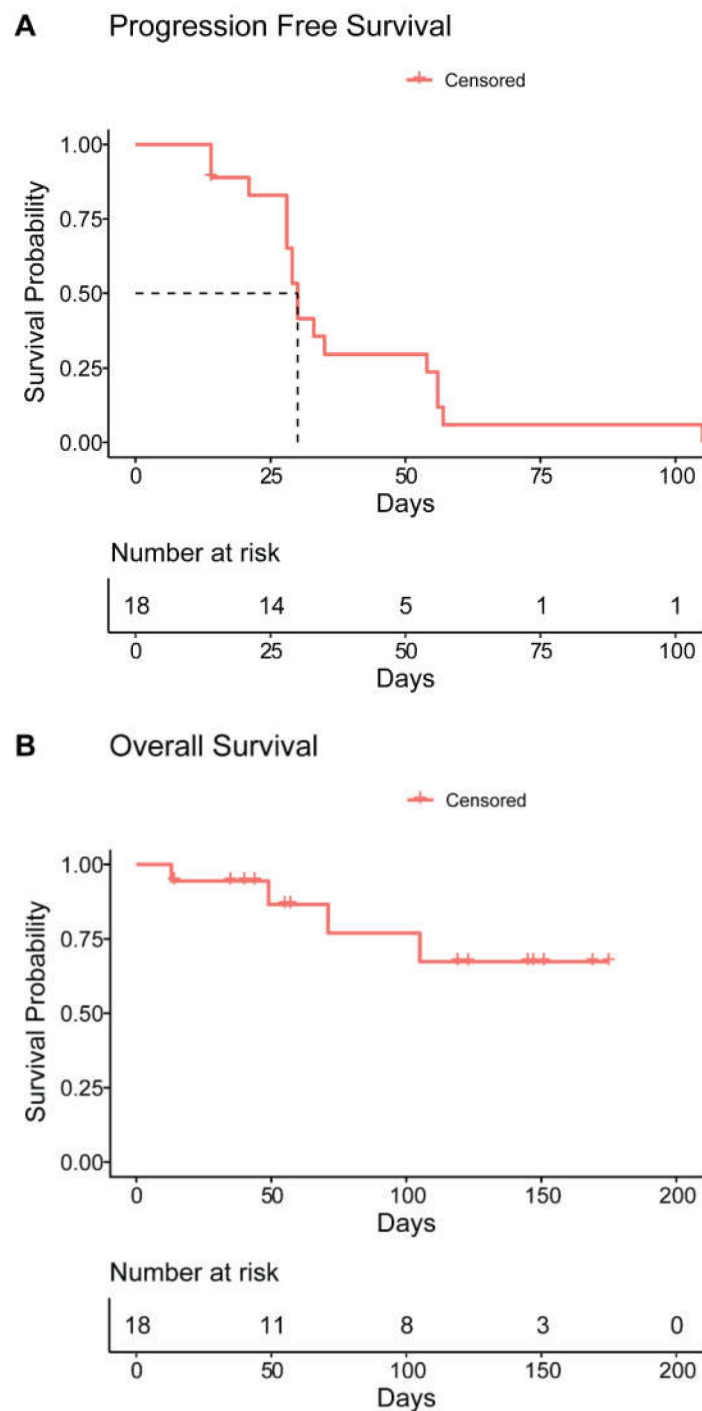 A Progression Free Survival
Censored
1.00
0.75
0.50
0.25
0.00
Survival Probability
0 25 50 75 100
Days
Number at risk
18 14 5 1 1
0 25 50 75 100
Days
B Overall Survival
Censored
1.00
0.75
0.50
0.25
0.00
Survival Probability
0 50 100 150 200
Days
Number at risk
18 11 8 3 0
0 50 100 150 200
Days